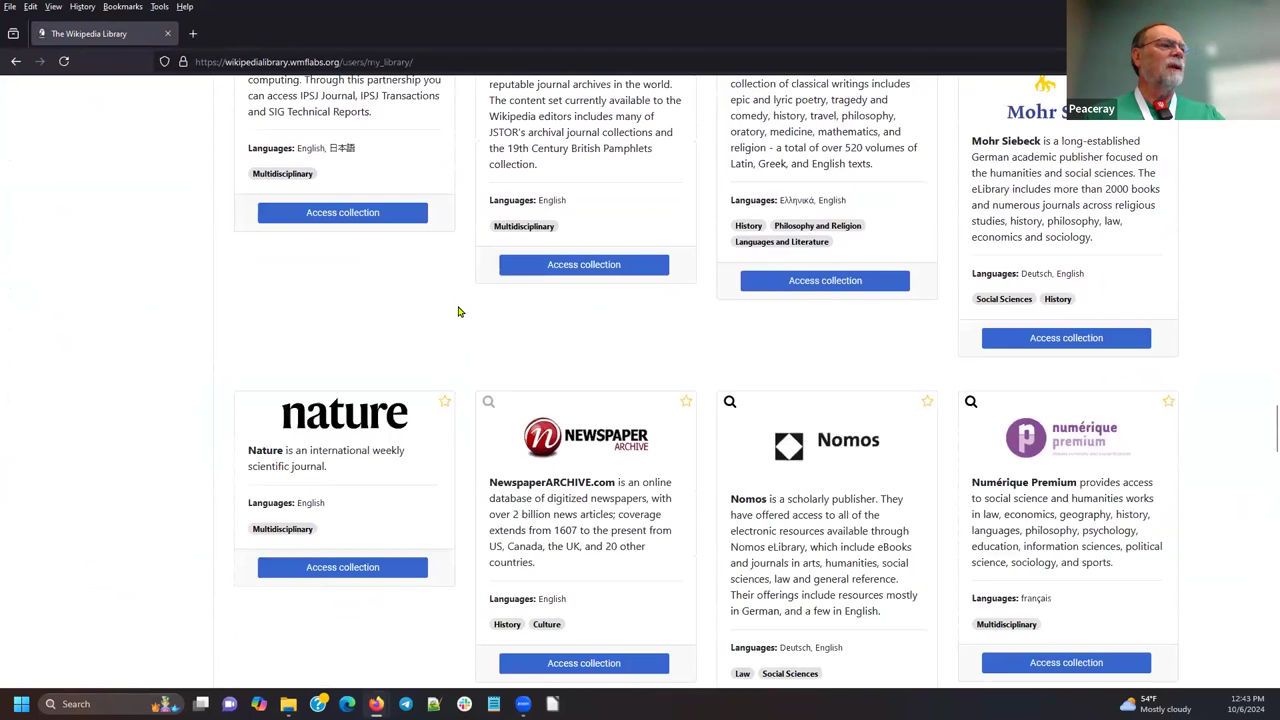 File Edit View History Bookmarks Tools Help
The Wikipedia Library
https://wikipedialibrary.wmflabs.org/users/my_library/
Peaceray
computing. Through this partnership you
can access IPSJ Journal, IPSJ Transactions
and SIG Technical Reports.
Languages: English, 日本語
Multidisciplinary
Access collection
reputable journal archives in the world.
The content set currently available to the
Wikipedia editors includes many of
JSTOR's archival journal collections and
the 19th Century British Pamphlets
collection.
Languages: English
Multidisciplinary
Access collection
collection of classical writings includes
epic and lyric poetry, tragedy and
comedy, history, travel, philosophy,
oratory, medicine, mathematics, and
religion - a total of over 520 volumes of
Latin, Greek, and English texts.
Languages: Ελληνικά, English
History Philosophy and Religion
Languages and Literature
Access collection
Mohr S
Mohr Siebeck is a long-established
German academic publisher focused on
the humanities and social sciences. The
eLibrary includes more than 2000 books
and numerous journals across religious
studies, history, philosophy, law,
economics and sociology.
Languages: Deutsch, English
Social Sciences History
Access collection
nature
Nature is an international weekly
scientific journal.
Languages: English
Multidisciplinary
Access collection
NEWSPAPER
ARCHIVE
NewspaperARCHIVE.com is an online
database of digitized newspapers, with
over 2 billion news articles; coverage
extends from 1607 to the present from
US, Canada, the UK, and 20 other
countries.
Languages: English
History Culture
Access collection
Nomos
Nomos is a scholarly publisher. They
have offered access to all of the
electronic resources available through
Nomos eLibrary, which include eBooks
and journals in arts, humanities, social
sciences, law and general reference.
Their offerings include resources mostly
in German, and a few in English.
Languages: Deutsch, English
Law Social Sciences
numérique
premium
Numérique Premium provides access
to social science and humanities works
in law, economics, geography, history,
languages, philosophy, psychology,
education, information sciences, political
science, sociology, and sports.
Languages: français
Multidisciplinary
Access collection
Search
54°F
Mostly cloudy
12:43 PM
10/6/2024